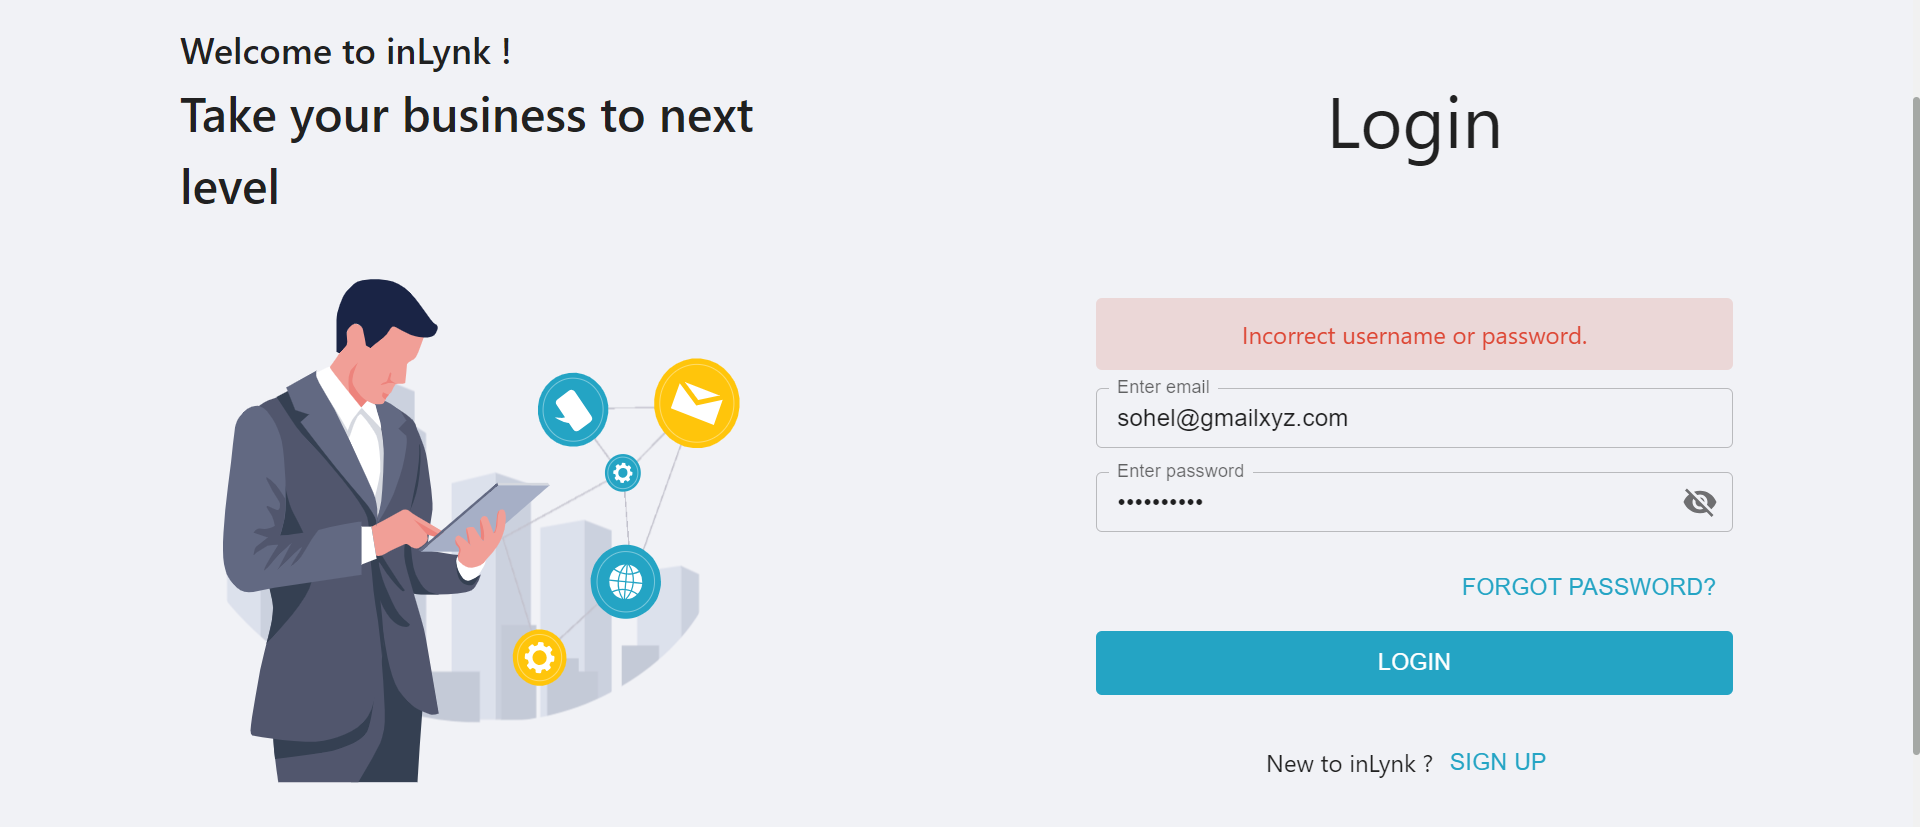 Welcome to inLynk !
Take your business to next
level
Login
Incorrect username or password.
Enter email
sohel@gmailxyz.com
Enter password
••••••••••
FORGOT PASSWORD?
LOGIN
New to inLynk ? SIGN UP